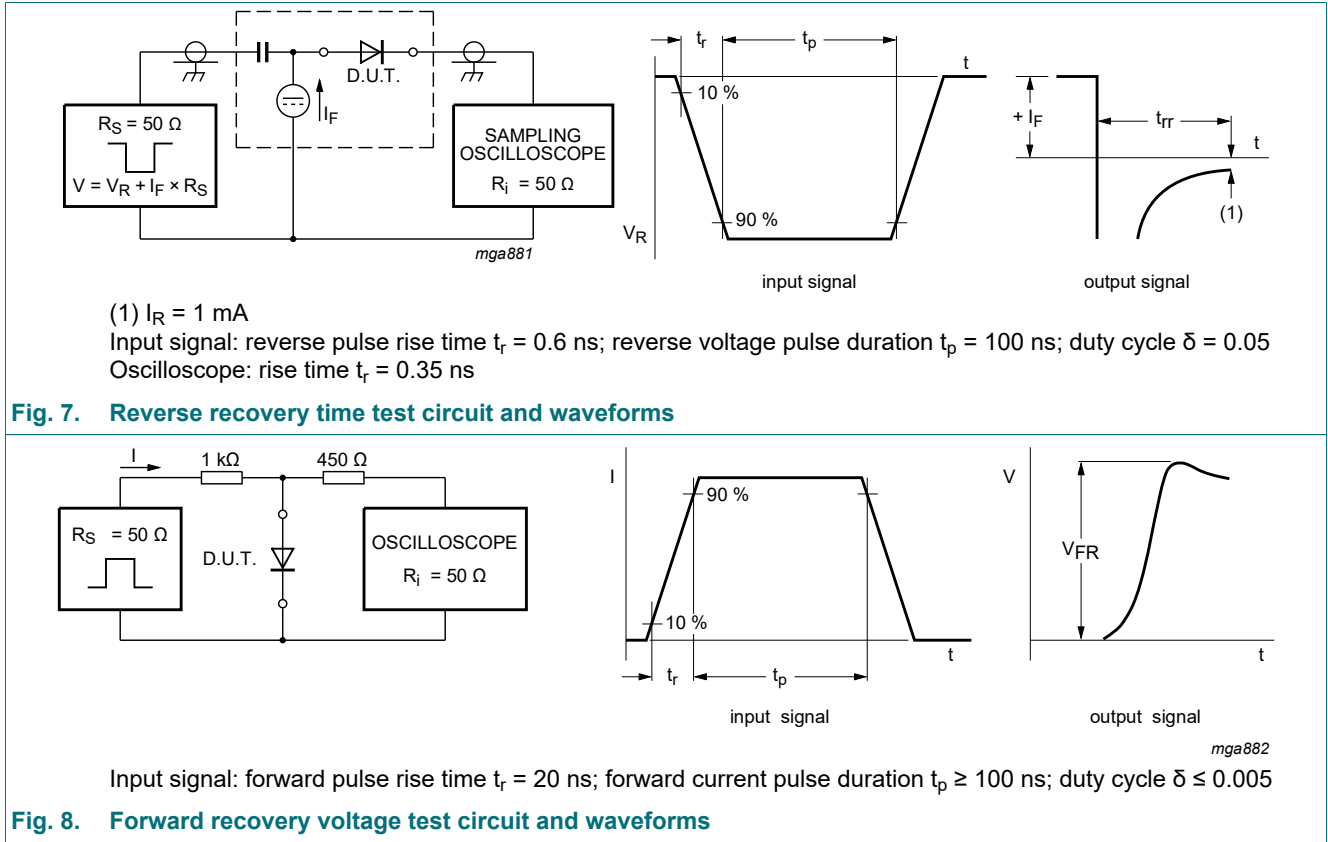 D.U.T.
I_F
R_S = 50 Ω
V = V_R + I_F × R_S
SAMPLING
OSCILLOSCOPE
R_i = 50 Ω
mga881
t_r
t_p
t
10 %
90 %
V_R
input signal
+ I_F
t_rr
t
(1)
output signal
(1) I_R = 1 mA
Input signal: reverse pulse rise time t_r = 0.6 ns; reverse voltage pulse duration t_p = 100 ns; duty cycle δ = 0.05
Oscilloscope: rise time t_r = 0.35 ns
Fig. 7. Reverse recovery time test circuit and waveforms
I
1 kΩ
450 Ω
R_S = 50 Ω
D.U.T.
OSCILLOSCOPE
R_i = 50 Ω
I
90 %
10 %
t
t_r
t_p
input signal
V
V_FR
t
output signal
mga882
Input signal: forward pulse rise time t_r = 20 ns; forward current pulse duration t_p ≥ 100 ns; duty cycle δ ≤ 0.005
Fig. 8. Forward recovery voltage test circuit and waveforms